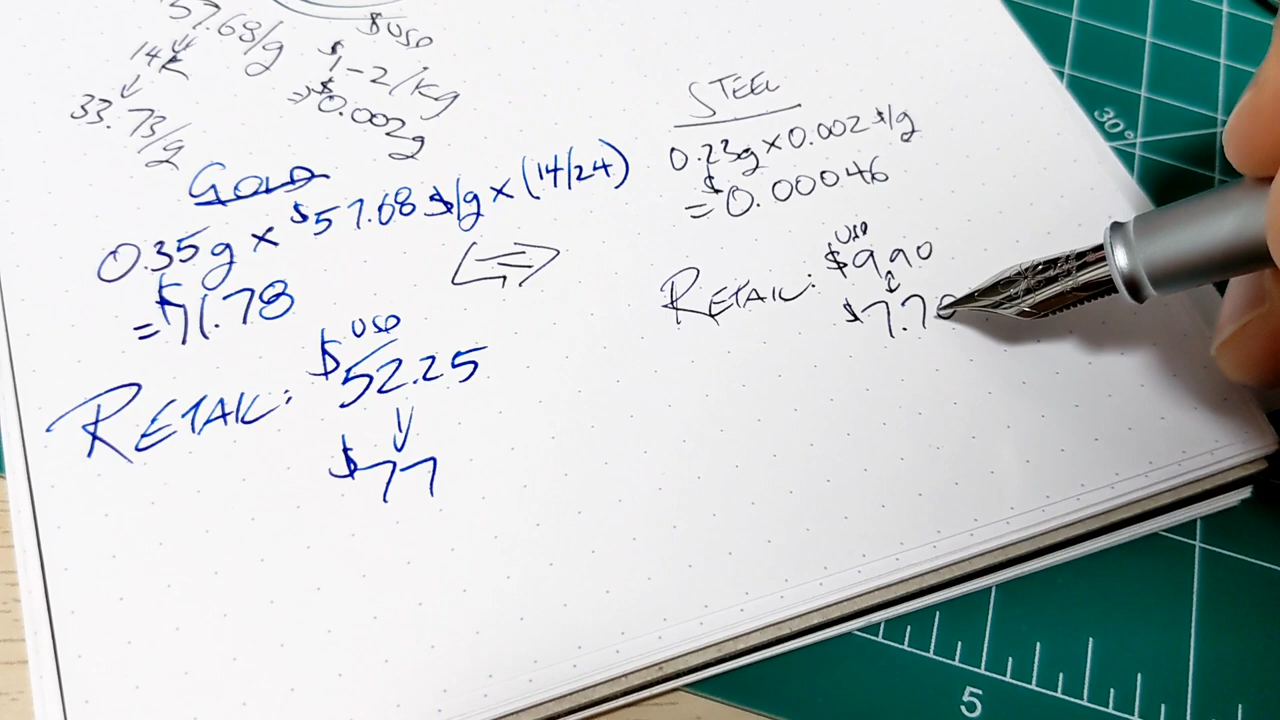 57.68/g
14K
33.73/g
$USD
$1-2/kg
⇒$0.002g
GOLD
0.35g × $57.68 $/g × (14/24)
=$11.78
RETAIL:
$USD
52.25
$77
STEEL
0.23g × 0.002 $/g
=$0.00046
RETAIL:
USD
$9.90
$7.70
30°
5